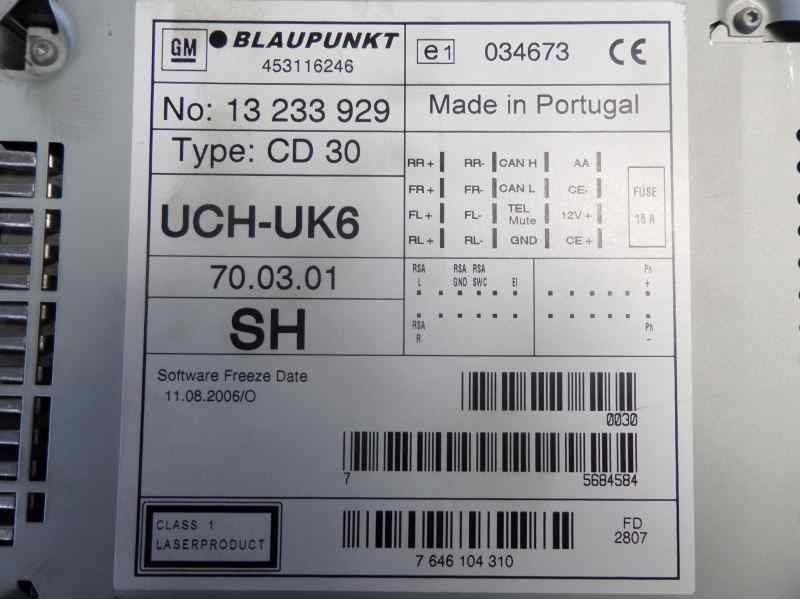 GM BLAUPUNKT
453116246
e1 034673 CE
No: 13 233 929
Made in Portugal
Type: CD 30
UCH-UK6
70.03.01
SH
RR+ RR- CAN H AA
FR+ FR- CAN L CE-
FL+ FL- TEL Mute 12V+
RL+ RL- GND CE+
FUSE
15 A
RSA L RSA GND RSA SWC EI Ph +
RSA R Ph -
Software Freeze Date
11.08.2006/O
0030
7 5684584
CLASS 1
LASERPRODUCT
7 646 104 310
FD
2807